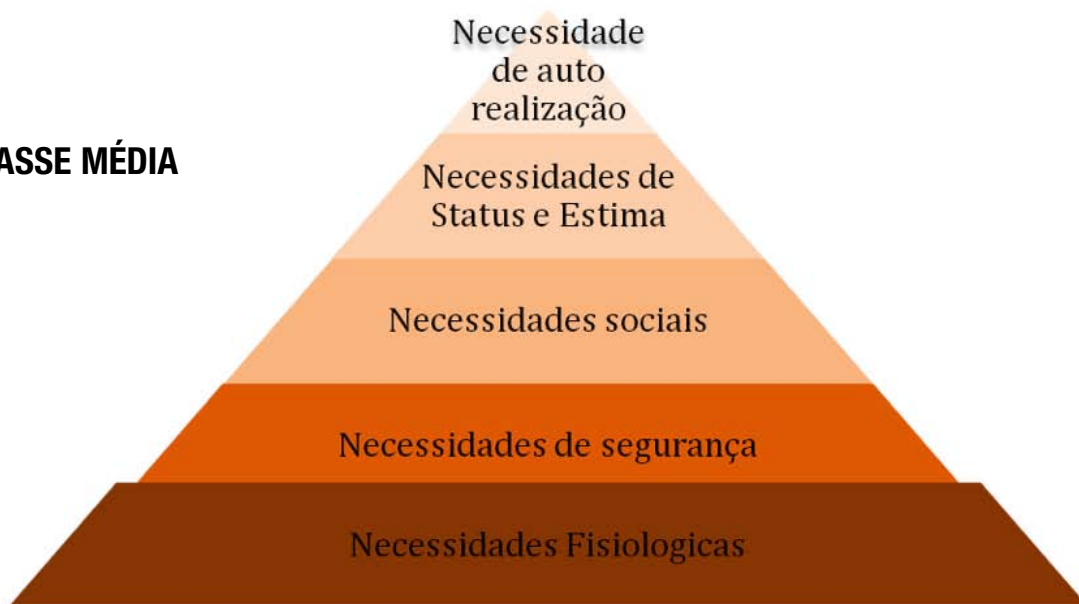 Necessidade
de auto
realização
ASSE MÉDIA
Necessidades de
Status e Estima
Necessidades sociais
Necessidades de segurança
Necessidades Fisiologicas